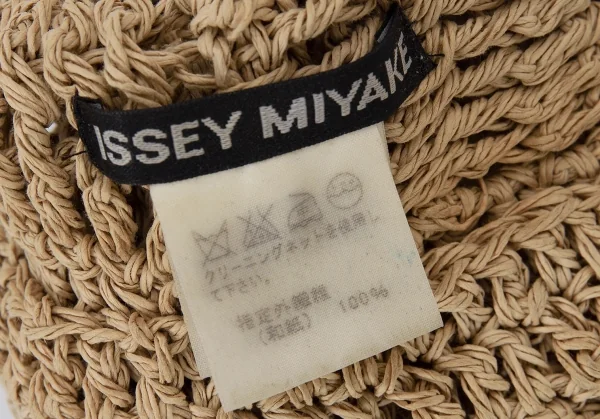 ISSEY MIYAKE
クリーニングネットを使用し
て下さい。
指定外繊維
(和紙) 100%